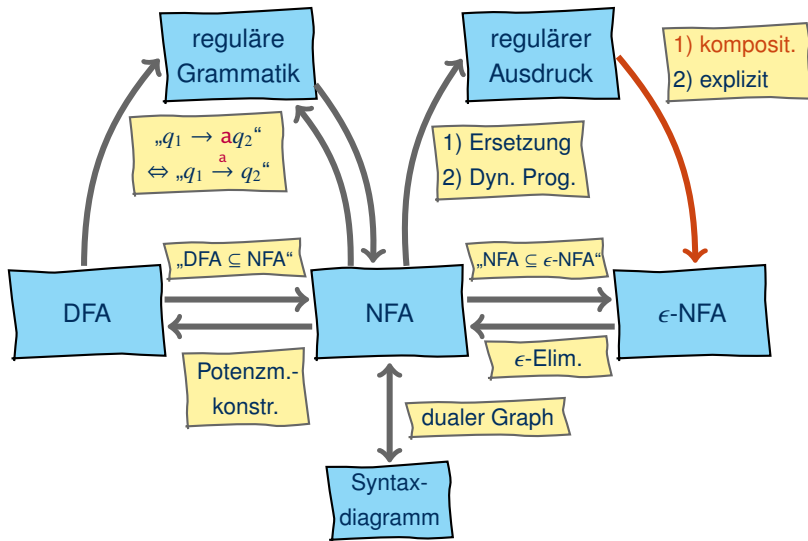 reguläre
Grammatik
regulärer
Ausdruck
1) komposit.
2) explizit
„q₁ → aq₂“
⇔ „q₁ →ᵃ q₂“
1) Ersetzung
2) Dyn. Prog.
„DFA ⊆ NFA“
„NFA ⊆ ϵ-NFA“
DFA
NFA
ϵ-NFA
Potenzm.-
konstr.
ϵ-Elim.
dualer Graph
Syntax-
diagramm